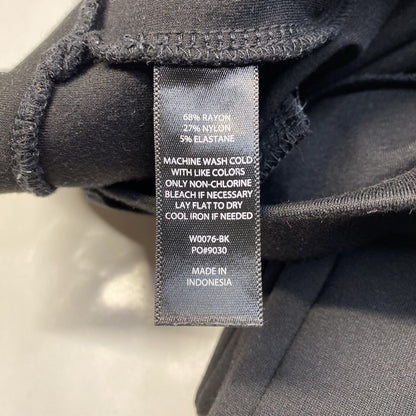 68% RAYON
27% NYLON
5% ELASTANE
MACHINE WASH COLD
WITH LIKE COLORS
ONLY NON-CHLORINE
BLEACH IF NECESSARY
LAY FLAT TO DRY
COOL IRON IF NEEDED
W0076-BK
PO#9030
MADE IN
INDONESIA